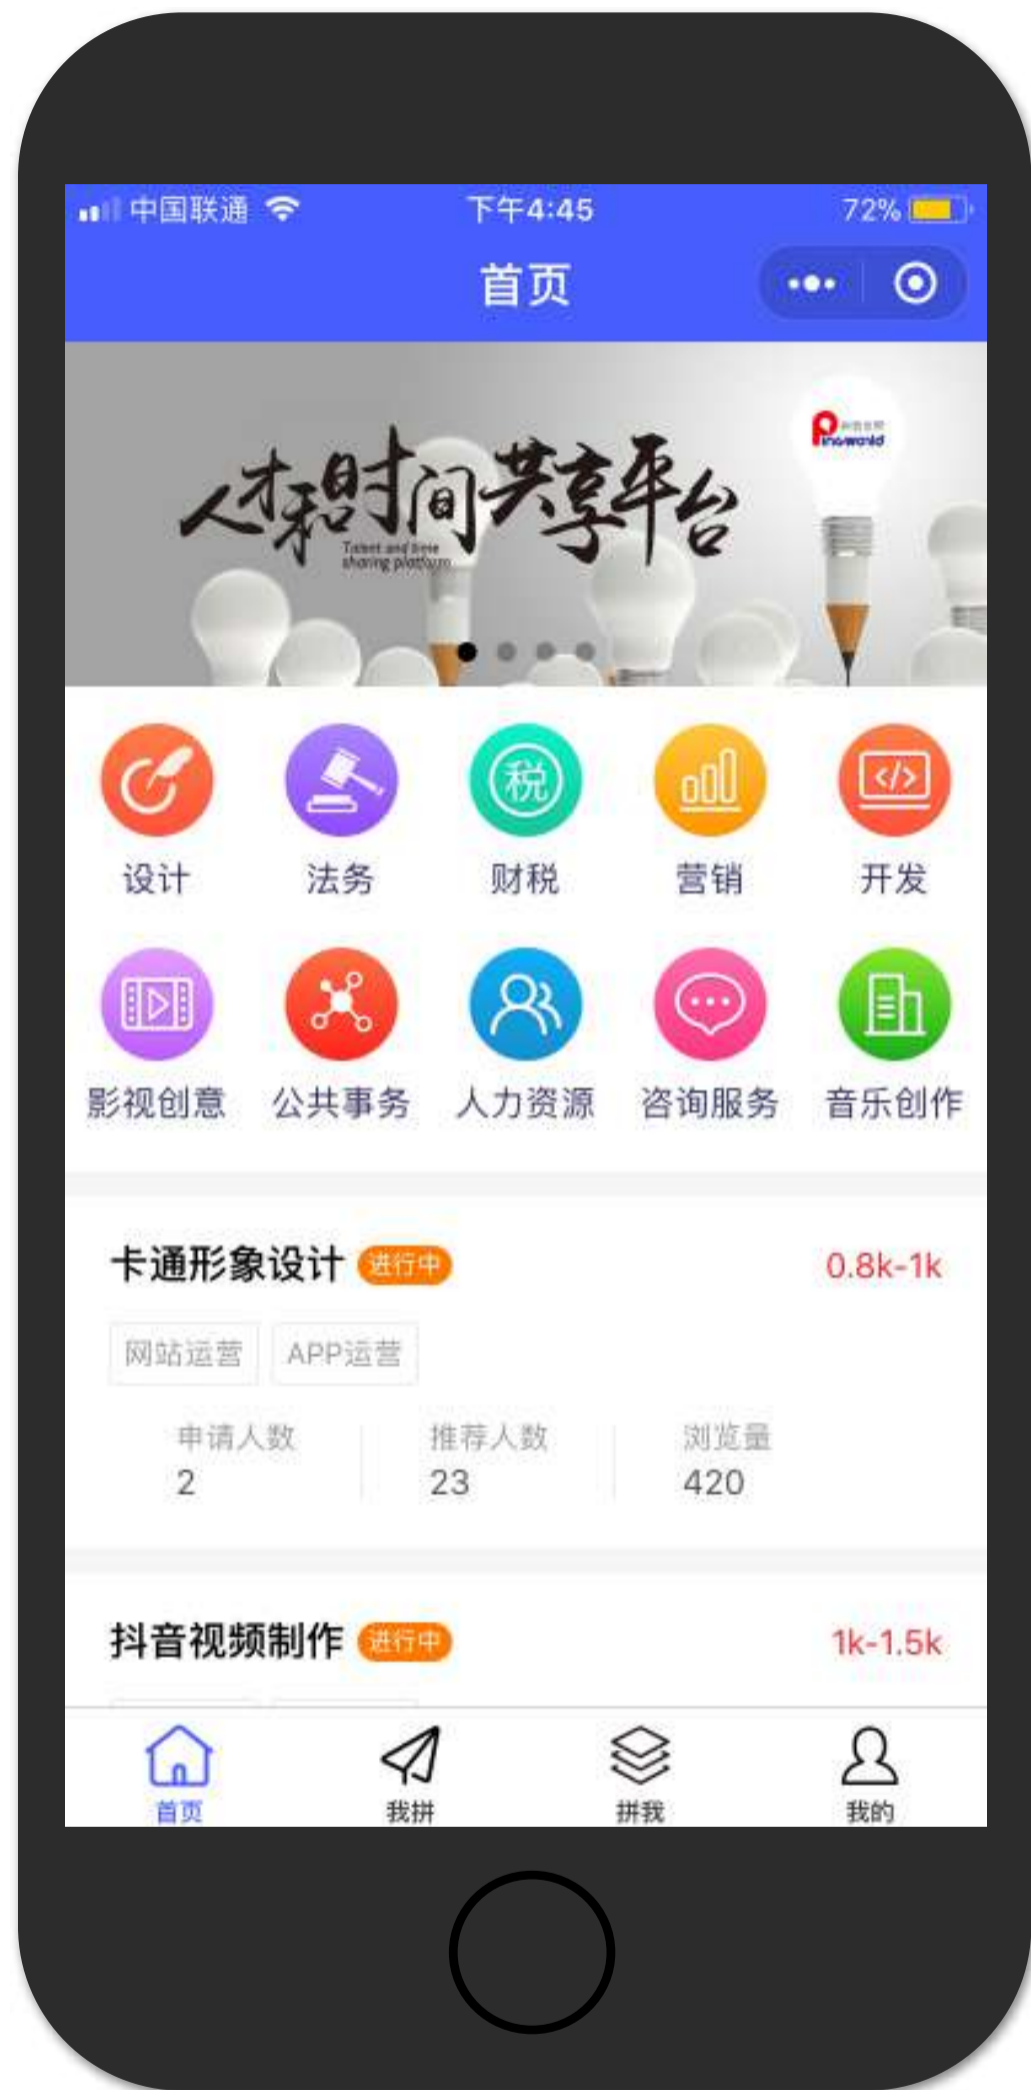 中国联通
下午4:45
72%
首页
人才和时间共享平台
Talent and time
sharing platform
Pingworld
税
</>
设计
法务
财税
营销
开发
影视创意
公共事务
人力资源
咨询服务
音乐创作
卡通形象设计
进行中
0.8k-1k
网站运营
APP运营
申请人数
推荐人数
浏览量
2
23
420
抖音视频制作
进行中
1k-1.5k
首页
我拼
拼我
我的